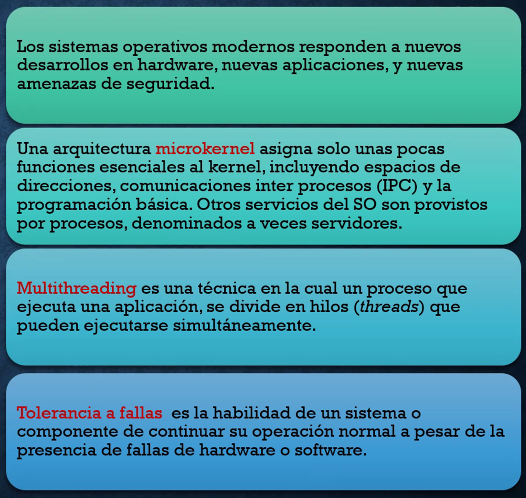 Los sistemas operativos modernos responden a nuevos
desarrollos en hardware, nuevas aplicaciones, y nuevas
amenazas de seguridad.
Una arquitectura microkernel asigna solo unas pocas
funciones esenciales al kernel, incluyendo espacios de
direcciones, comunicaciones inter procesos (IPC) y la
programación básica. Otros servicios del SO son provistos
por procesos, denominados a veces servidores.
Multithreading es una técnica en la cual un proceso que
ejecuta una aplicación, se divide en hilos (threads) que
pueden ejecutarse simultáneamente.
Tolerancia a fallas es la habilidad de un sistema o
componente de continuar su operación normal a pesar de la
presencia de fallas de hardware o software.